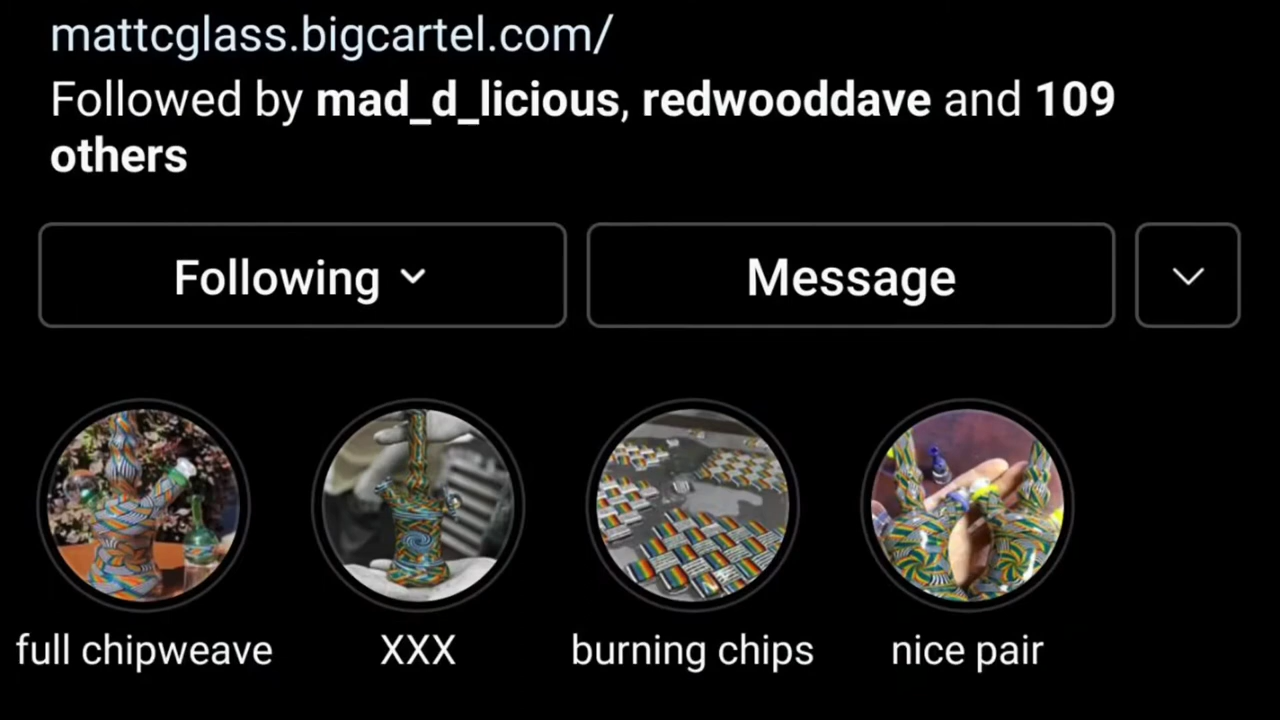 mattcglass.bigcartel.com/
Followed by mad_d_licious, redwooddave and 109
others
Following
Message
full chipweave
XXX
burning chips
nice pair